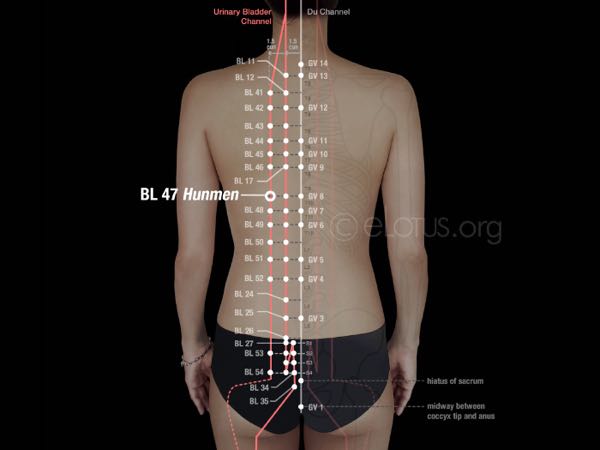 Urinary Bladder
Channel
Du Channel
1.5
cun
1.5
cun
BL 11
GV 14
GV 13
BL 12
BL 41
BL 42
GV 12
BL 43
BL 44
GV 11
BL 45
GV 10
BL 46
GV 9
BL 17
BL 47 Hunmen
GV 8
BL 48
GV 7
BL 49
GV 6
© eLOTUS.org
BL 50
BL 51
GV 5
BL 52
GV 4
BL 24
BL 25
GV 3
BL 26
BL 27
S1
BL 53
S2
S3
BL 54
S4
BL 34
hiatus of sacrum
BL 35
GV 1
midway between
coccyx tip and anus